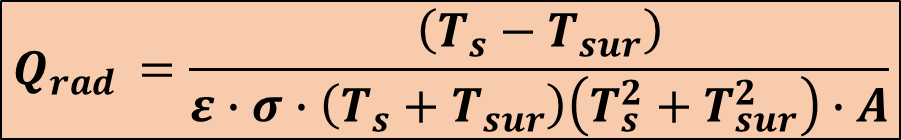 Q_rad = (T_s − T_sur) / ε · σ · (T_s + T_sur)(T_s^2 + T_sur^2) · A